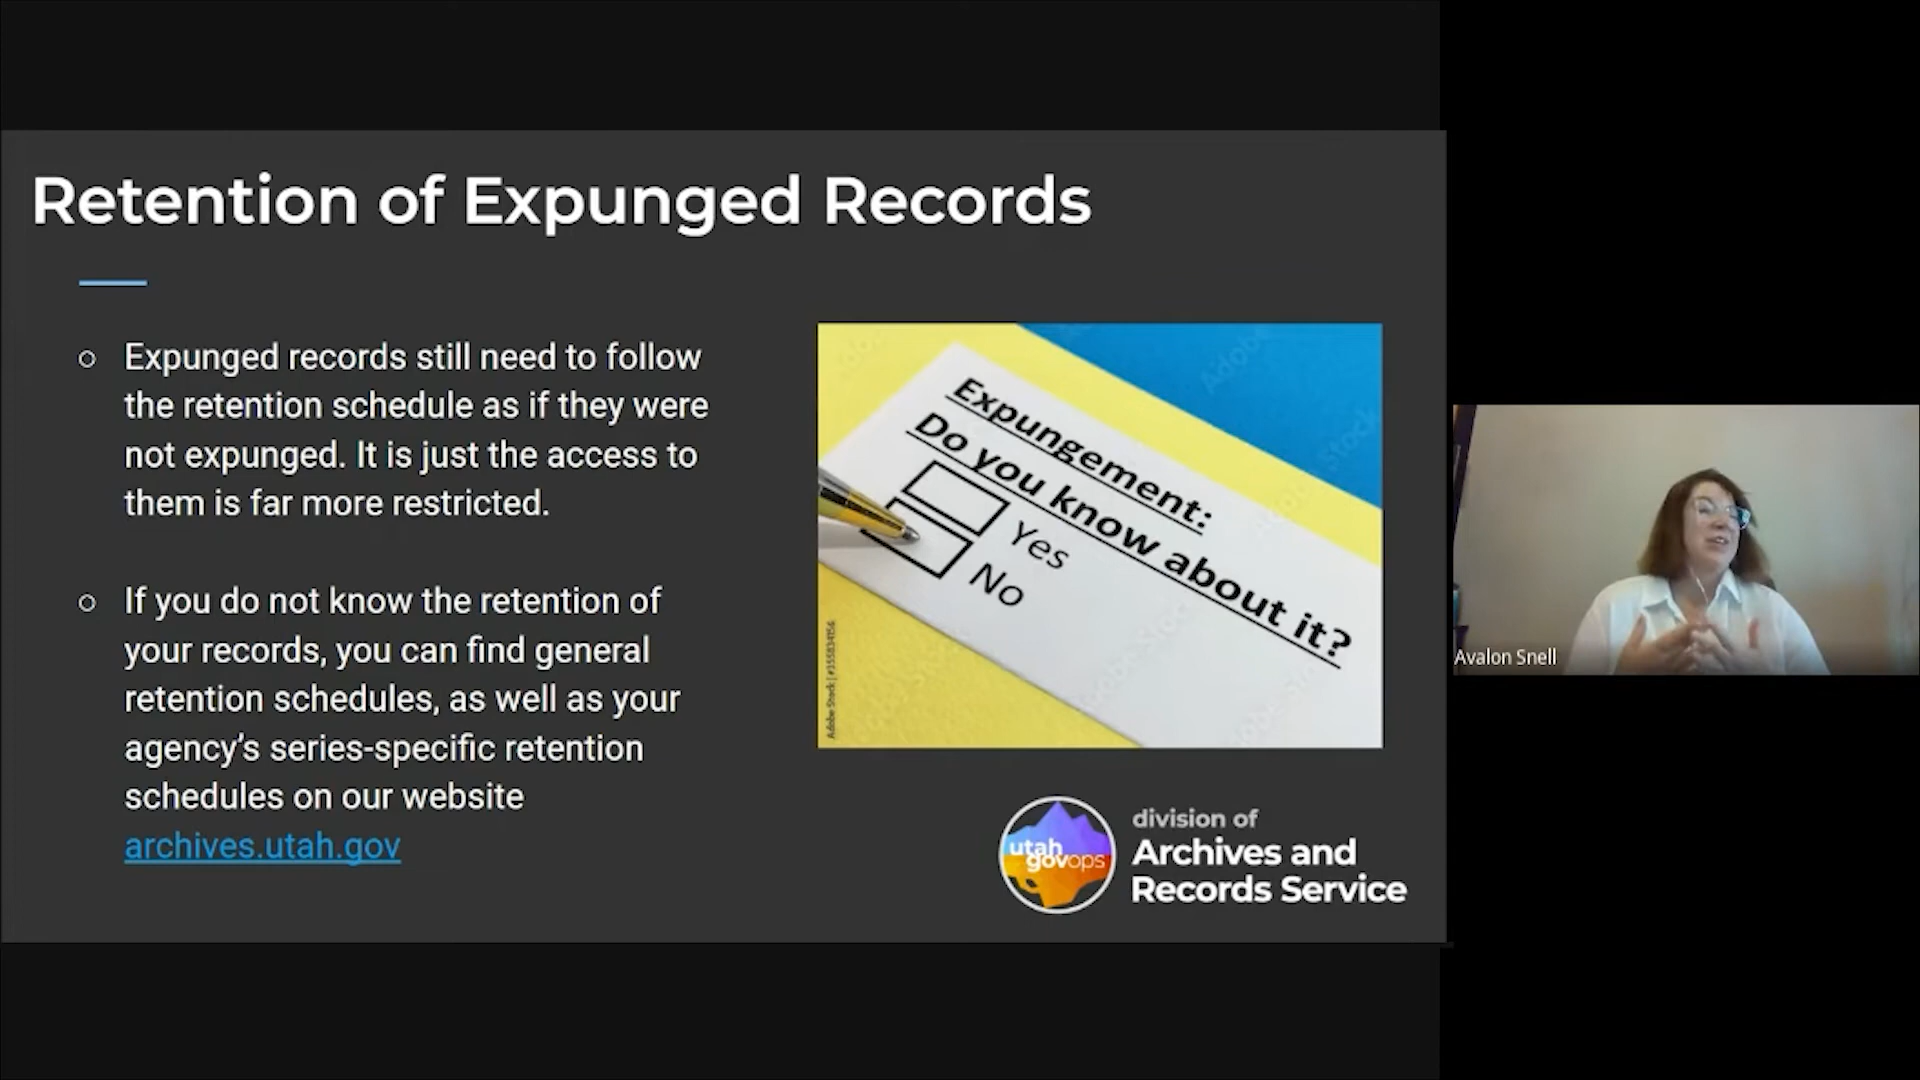 Retention of Expunged Records
○ Expunged records still need to follow
the retention schedule as if they were
not expunged. It is just the access to
them is far more restricted.
○ If you do not know the retention of
your records, you can find general
retention schedules, as well as your
agency's series-specific retention
schedules on our website
archives.utah.gov
Expungement:
Do you know about it?
Yes
No
Adobe Stock | #355834156
utah
govops
division of
Archives and
Records Service
Avalon Snell